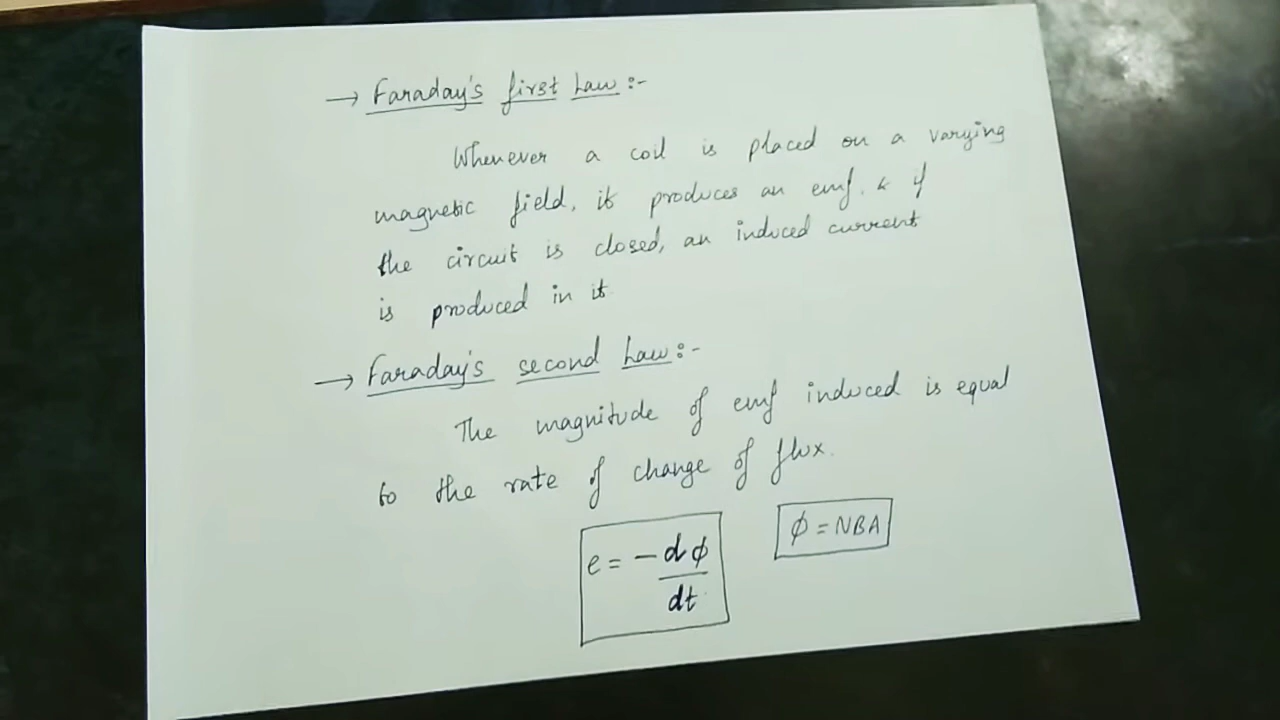 → Faraday's first Law :-
Whenever a coil is placed on a varying
magnetic field, it produces an emf. & if
the circuit is closed, an induced current
is produced in it.
→ Faraday's second Law :-
The magnitude of emf induced is equal
to the rate of change of flux.
e = -dϕ/dt
ϕ = NBA